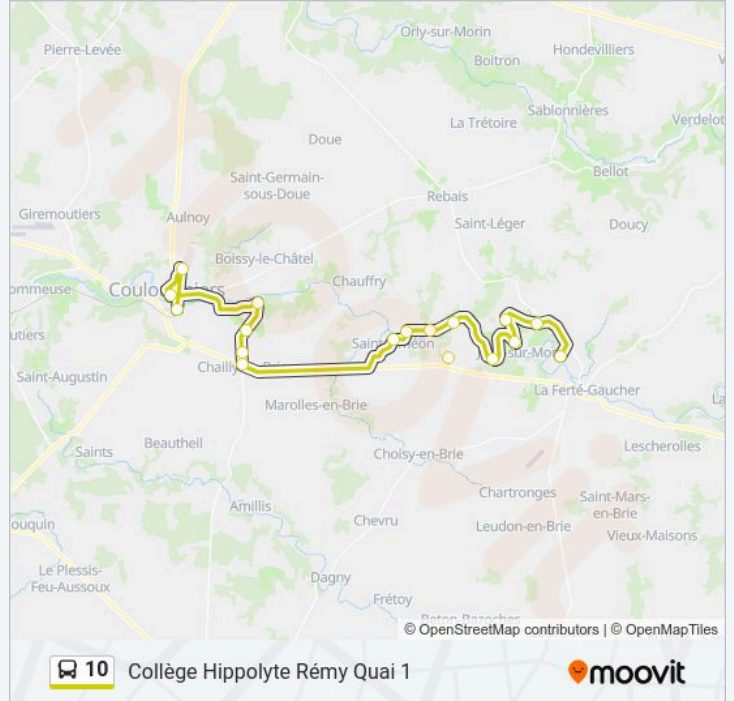 Pierre-Levée
Orly-sur-Morin
Hondevilliers
Boitron
Sablonnières
La Trétoire
Verdelot
Doue
Bellot
Saint-Germain-
sous-Doue
Rebais
Giremoutiers
Aulnoy
Saint-Léger
Doucy
Boissy-le-Châtel
Chauffry
ommeuse
utiers
Saint-Augustin
La Ferté-Gaucher
Marolles-en-Brie
Beautheil
Saints
Choisy-en-Brie
Lescherolles
Chartronges
Saint-Mars-
en-Brie
Amillis
Chevru
Leudon-en-Brie
Vieux-Maisons
ouquin
Le Plessis-
Feu-Aussoux
Dagny
Frétoy
© OpenStreetMap contributors | © OpenMapTiles
10 Collège Hippolyte Rémy Quai 1
moovit